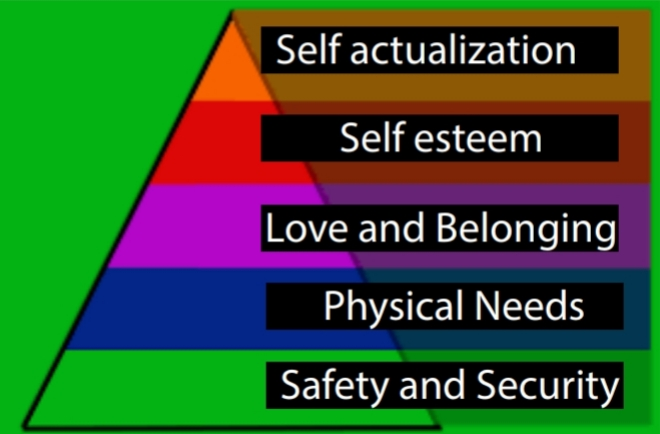 Self actualization
Self esteem
Love and Belonging
Physical Needs
Safety and Security